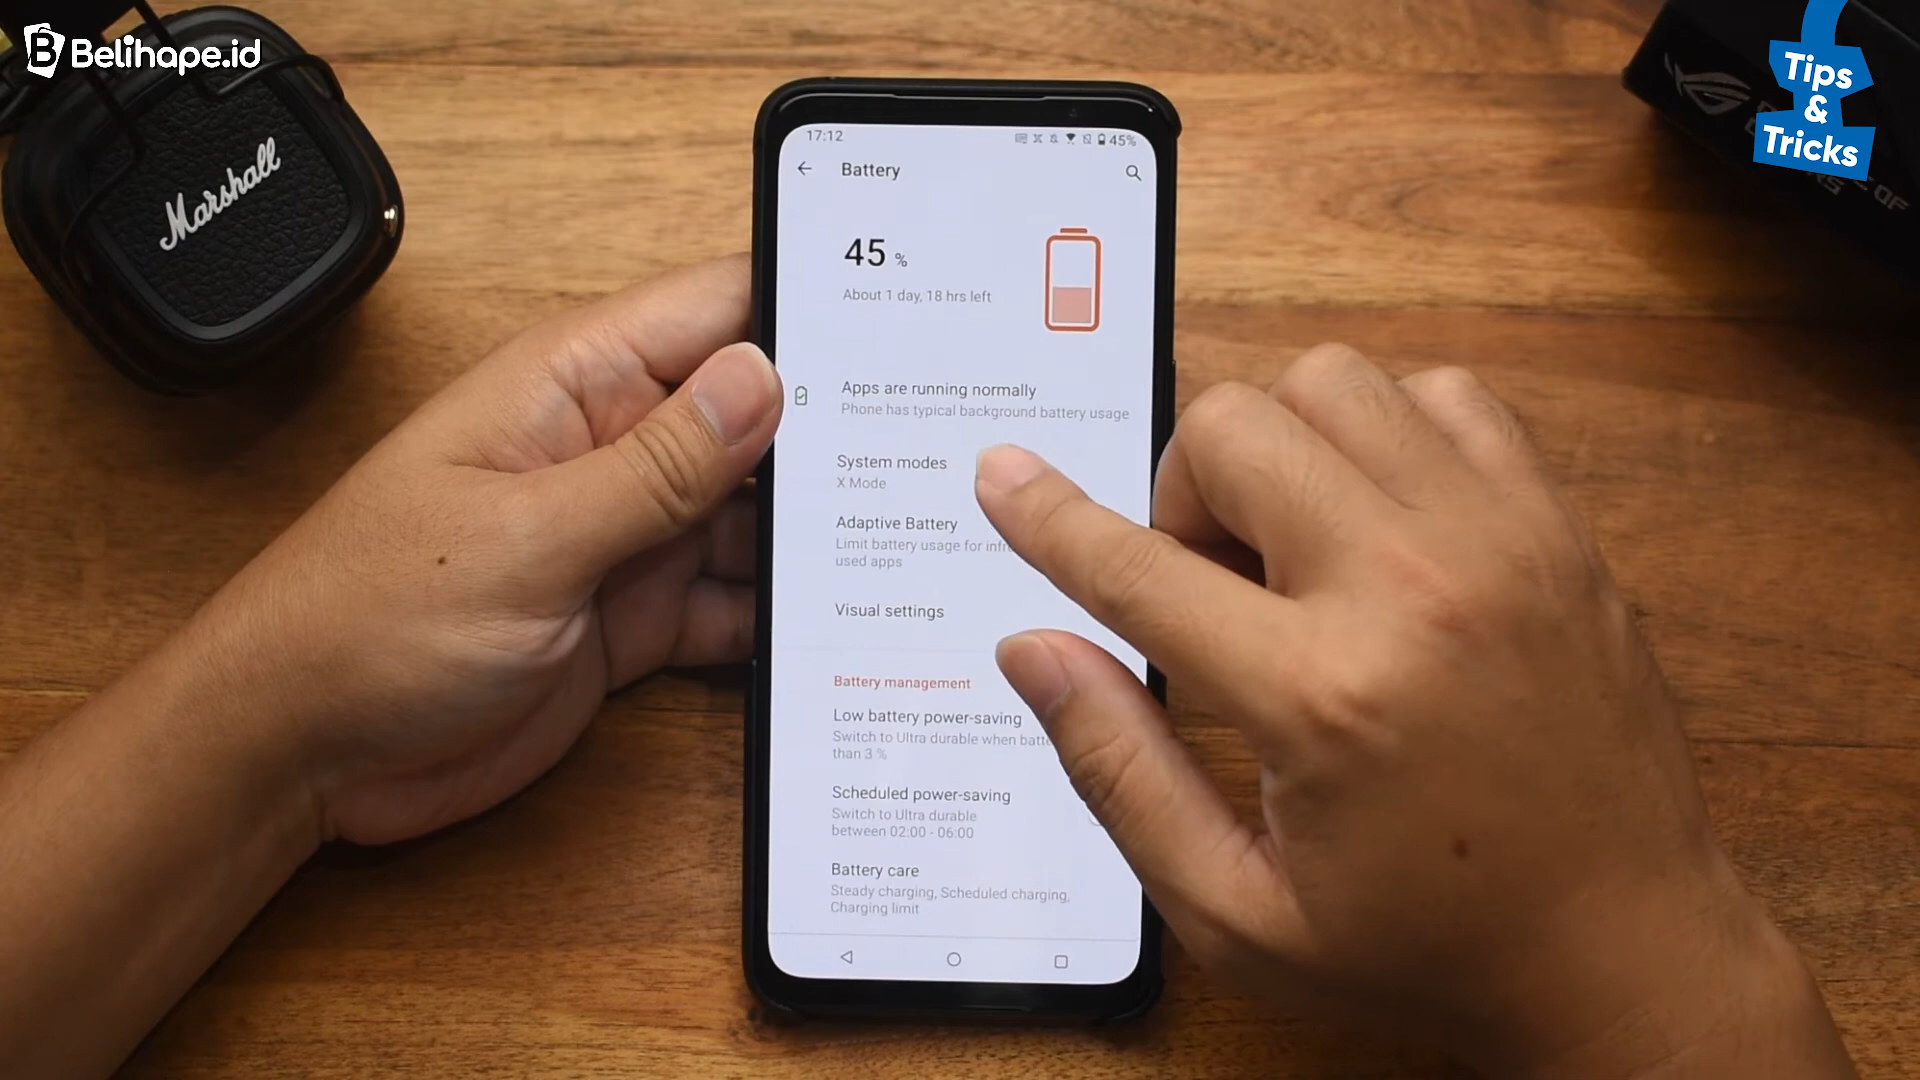 Belihape.id
Marshall
Tips
&
Tricks
17:12
45%
Battery
45 %
About 1 day, 18 hrs left
Apps are running normally
Phone has typical background battery usage
System modes
X Mode
Adaptive Battery
Limit battery usage for
used apps
Visual settings
Battery management
Low battery power-saving
Switch to Ultra durable when
than 3 %
Scheduled power-saving
Switch to Ultra durable
between 02:00 - 06:00
Battery care
Steady charging, Scheduled charging,
Charging limit